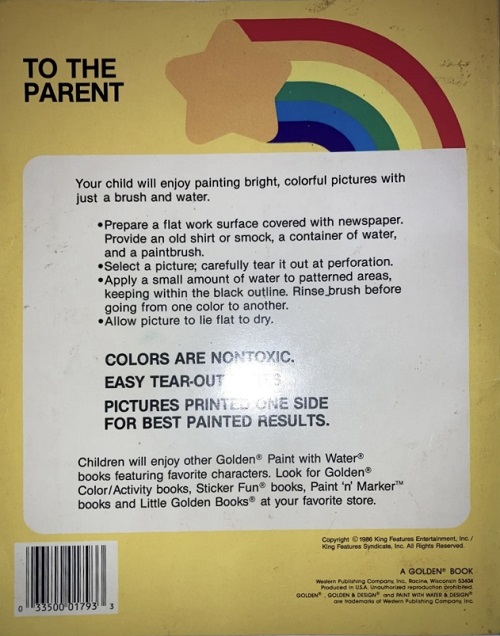 TO THE
PARENT
Your child will enjoy painting bright, colorful pictures with
just a brush and water.
•Prepare a flat work surface covered with newspaper.
Provide an old shirt or smock, a container of water,
and a paintbrush.
•Select a picture; carefully tear it out at perforation.
•Apply a small amount of water to patterned areas,
keeping within the black outline. Rinse brush before
going from one color to another.
•Allow picture to lie flat to dry.
COLORS ARE NONTOXIC.
EASY TEAR-OUT
PICTURES PRINTED ONE SIDE
FOR BEST PAINTED RESULTS.
Children will enjoy other Golden® Paint with Water®
books featuring favorite characters. Look for Golden®
Color/Activity books, Sticker Fun® books, Paint 'n' Marker™
books and Little Golden Books® at your favorite store.
Copyright © 1986 King Features Entertainment, Inc./
King Features Syndicate, Inc. All Rights Reserved.
A GOLDEN® BOOK
Western Publishing Company, Inc., Racine, Wisconsin 53404
Produced in U.S.A. Unauthorized reproduction prohibited.
GOLDEN®, GOLDEN & DESIGN® and PAINT WITH WATER & DESIGN®
are trademarks of Western Publishing Company, Inc.
0 33500 01793 3